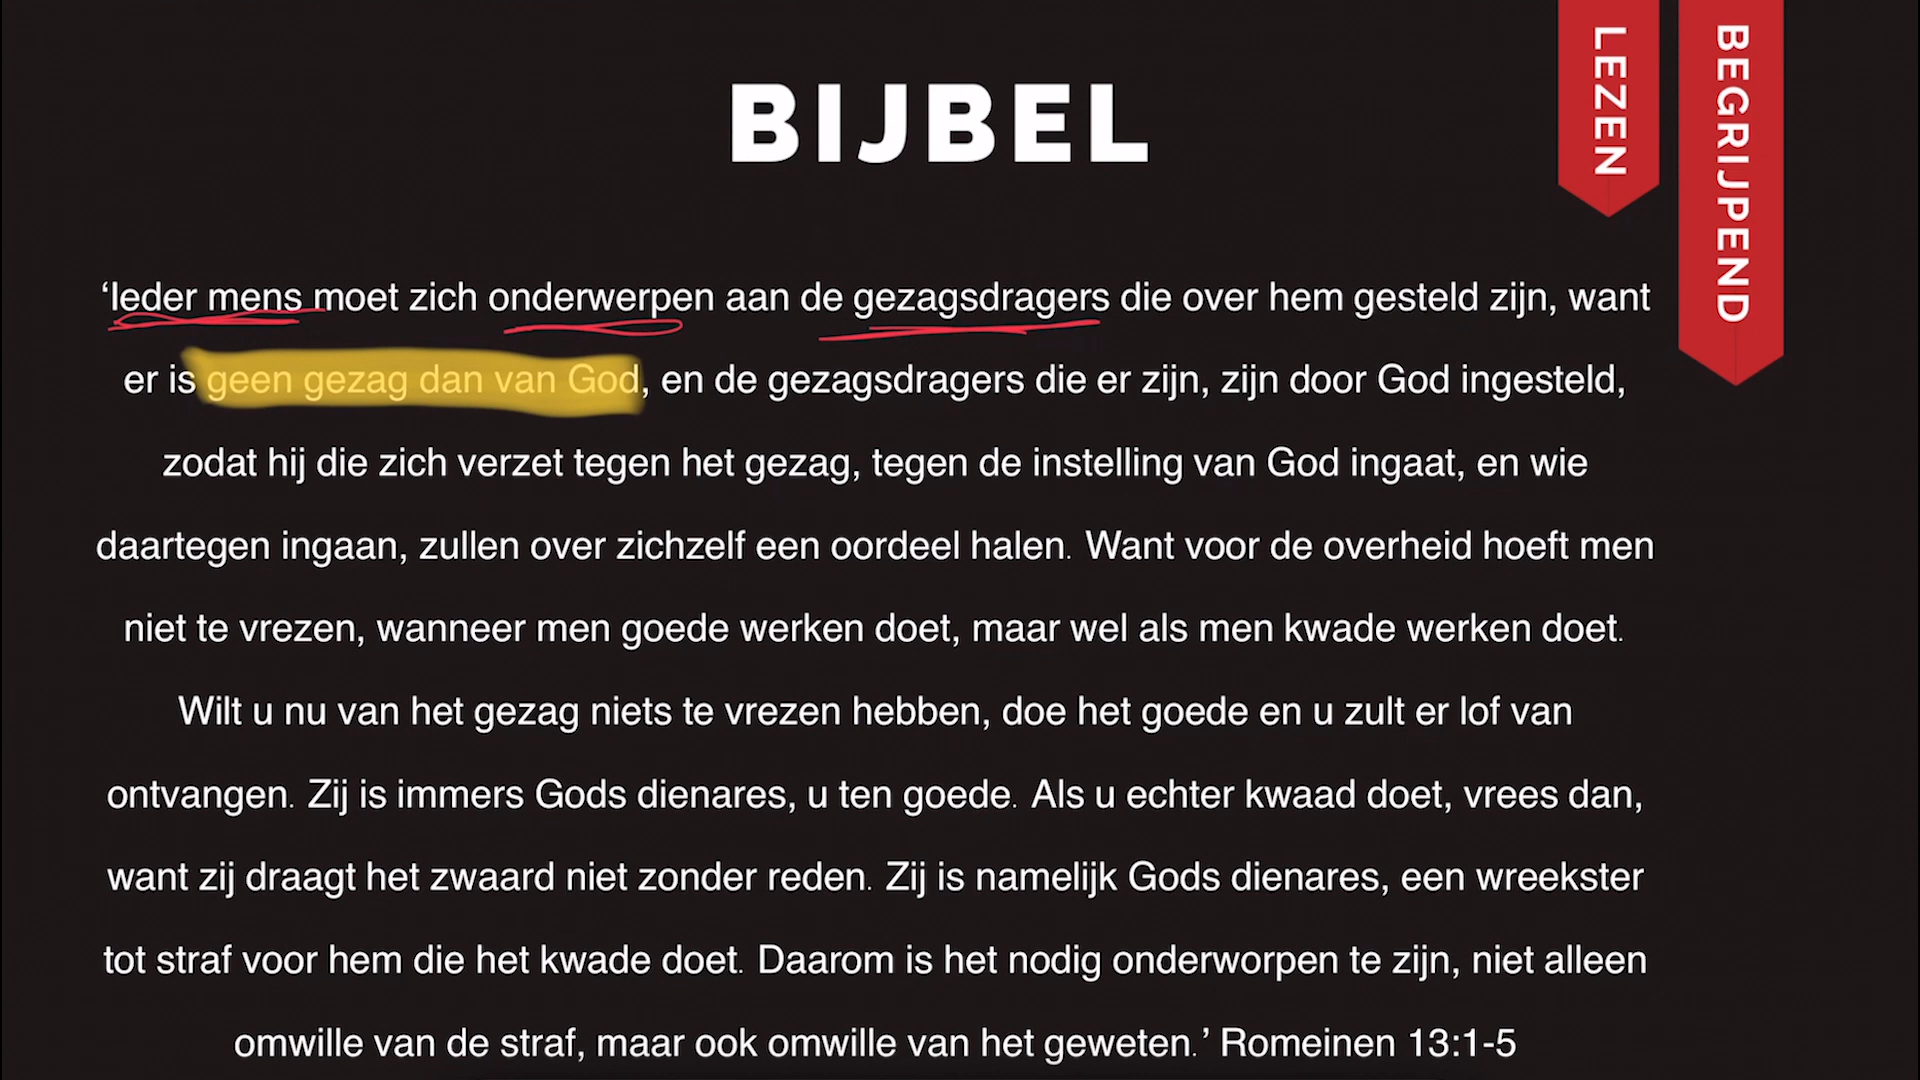 BIJBEL
LEZEN
BEGRIJPEND
‘Ieder mens moet zich onderwerpen aan de gezagsdragers die over hem gesteld zijn, want
er is geen gezag dan van God, en de gezagsdragers die er zijn, zijn door God ingesteld,
zodat hij die zich verzet tegen het gezag, tegen de instelling van God ingaat, en wie
daartegen ingaan, zullen over zichzelf een oordeel halen. Want voor de overheid hoeft men
niet te vrezen, wanneer men goede werken doet, maar wel als men kwade werken doet.
Wilt u nu van het gezag niets te vrezen hebben, doe het goede en u zult er lof van
ontvangen. Zij is immers Gods dienares, u ten goede. Als u echter kwaad doet, vrees dan,
want zij draagt het zwaard niet zonder reden. Zij is namelijk Gods dienares, een wreekster
tot straf voor hem die het kwade doet. Daarom is het nodig onderworpen te zijn, niet alleen
omwille van de straf, maar ook omwille van het geweten.’ Romeinen 13:1-5